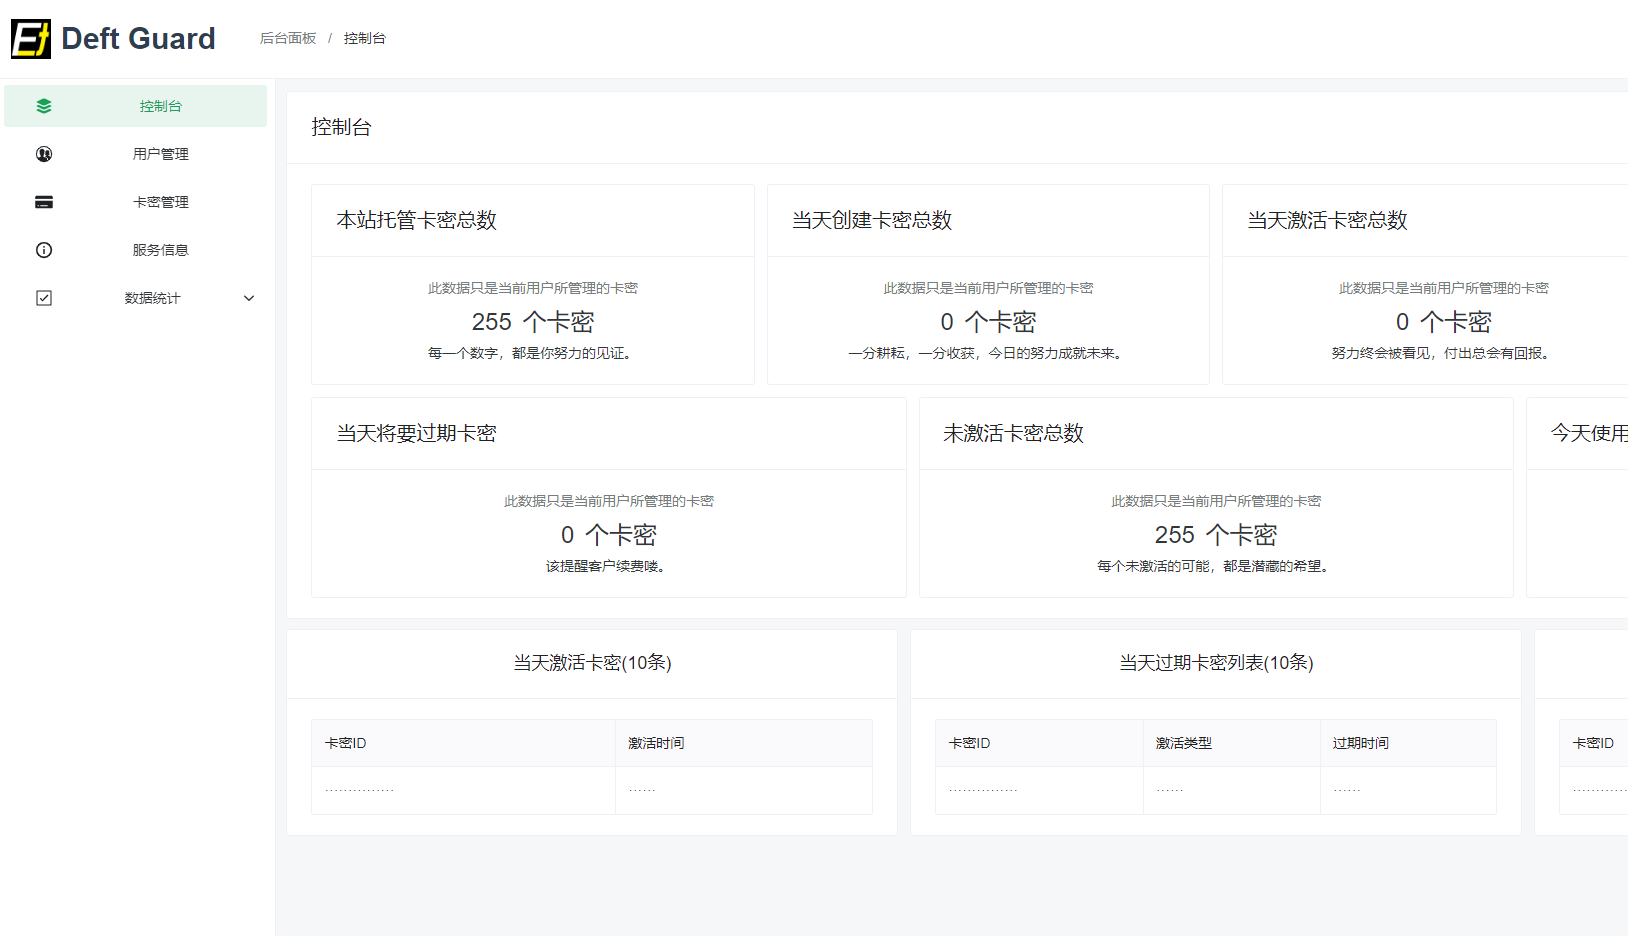 Et Deft Guard
后台面板 / 控制台
控制台
用户管理
卡密管理
服务信息
数据统计
控制台
本站托管卡密总数
此数据只是当前用户所管理的卡密
255 个卡密
每一个数字，都是你努力的见证。
当天创建卡密总数
此数据只是当前用户所管理的卡密
0 个卡密
一分耕耘，一分收获，今日的努力成就未来。
当天激活卡密总数
此数据只是当前用户所管理的卡密
0 个卡密
努力终会被看见，付出总会有回报。
当天将要过期卡密
此数据只是当前用户所管理的卡密
0 个卡密
该提醒客户续费喽。
未激活卡密总数
此数据只是当前用户所管理的卡密
255 个卡密
每个未激活的可能，都是潜藏的希望。
今天使用
当天激活卡密(10条)
卡密ID 激活时间
............... ......
当天过期卡密列表(10条)
卡密ID 激活类型 过期时间
............... ...... ......
卡密ID
............